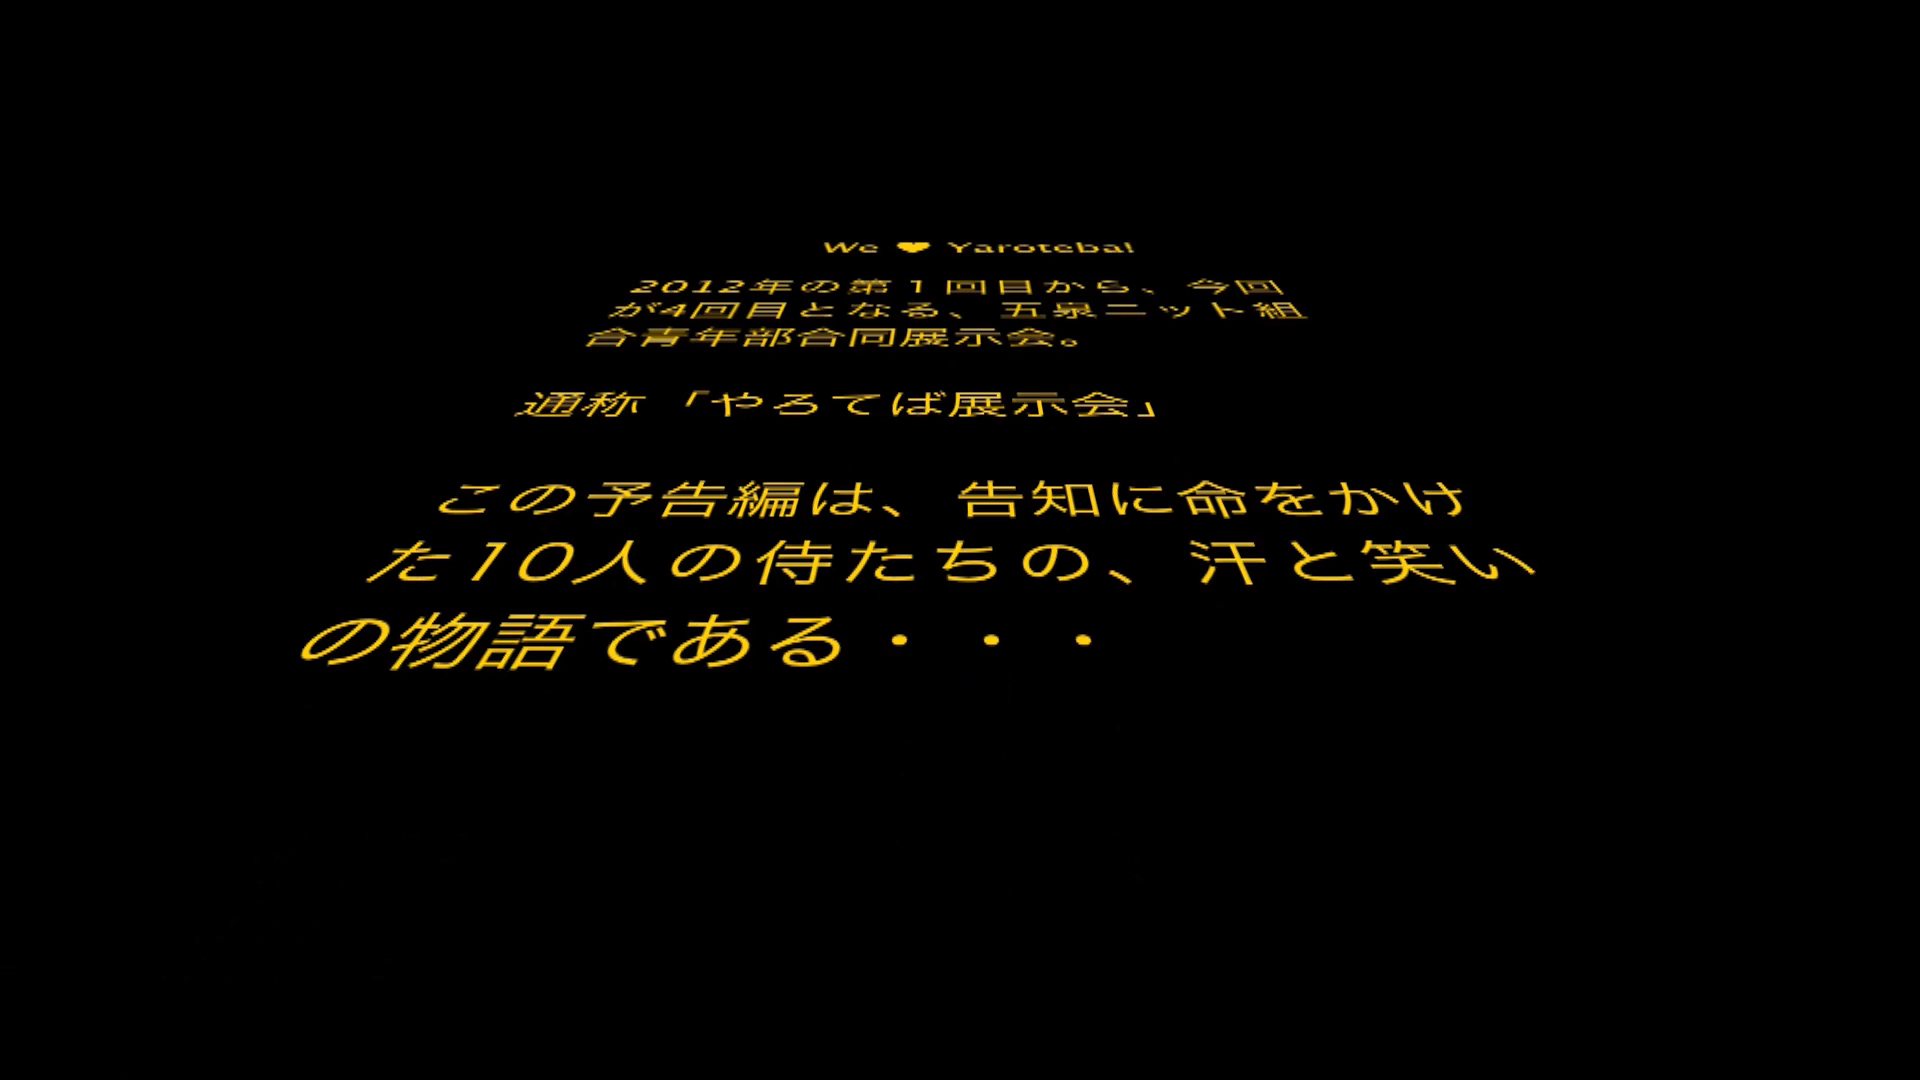 We ❤ Yaroteba!
2012年の第１回目から、今回
が4回目となる、五泉ニット組
合青年部合同展示会。
通称「やろてば展示会」
この予告編は、告知に命をかけ
た10人の侍たちの、汗と笑い
の物語である・・・